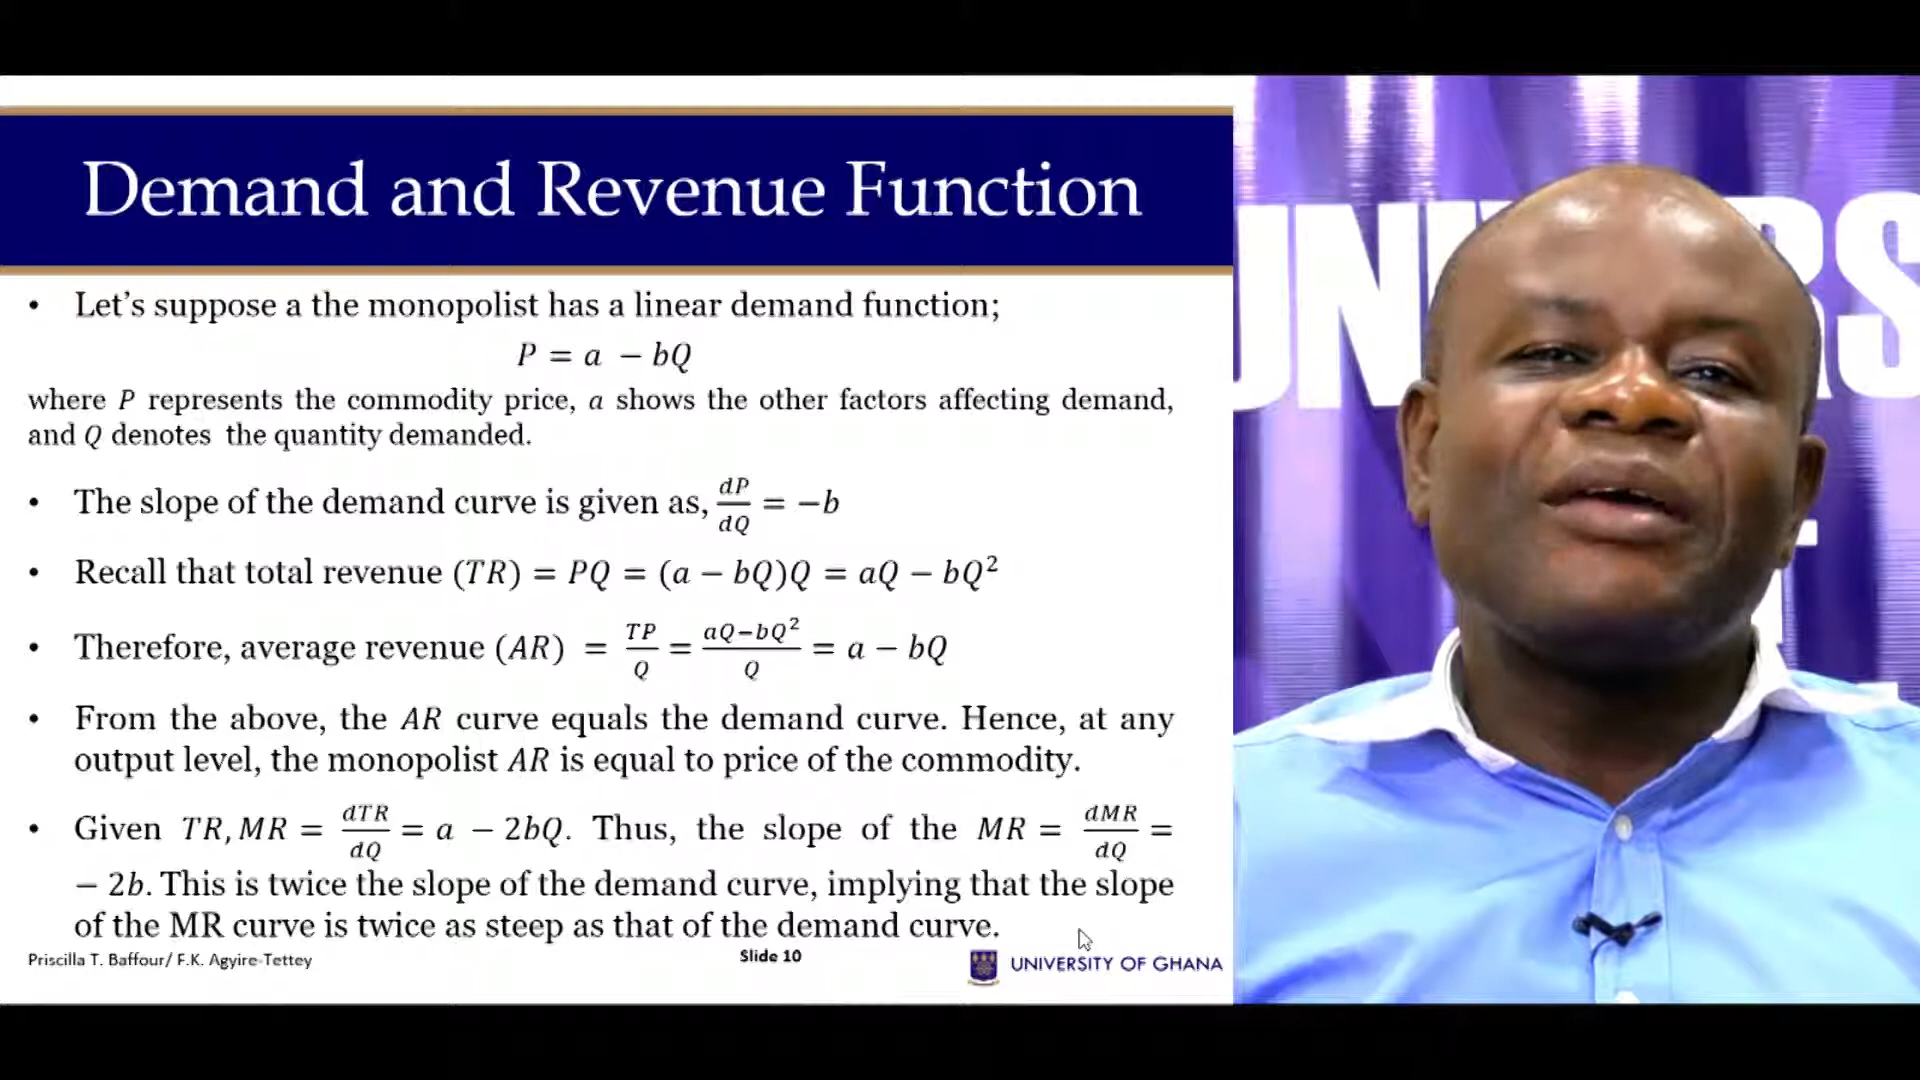 Demand and Revenue Function
• Let's suppose a the monopolist has a linear demand function;
P = a − bQ
where P represents the commodity price, a shows the other factors affecting demand,
and Q denotes the quantity demanded.
• The slope of the demand curve is given as, dP/dQ = −b
• Recall that total revenue (TR) = PQ = (a − bQ)Q = aQ − bQ²
• Therefore, average revenue (AR) = TP/Q = aQ−bQ²/Q = a − bQ
• From the above, the AR curve equals the demand curve. Hence, at any
output level, the monopolist AR is equal to price of the commodity.
• Given TR, MR = dTR/dQ = a − 2bQ. Thus, the slope of the MR = dMR/dQ =
− 2b. This is twice the slope of the demand curve, implying that the slope
of the MR curve is twice as steep as that of the demand curve.
Priscilla T. Baffour/ F.K. Agyire-Tettey
Slide 10
UNIVERSITY OF GHANA